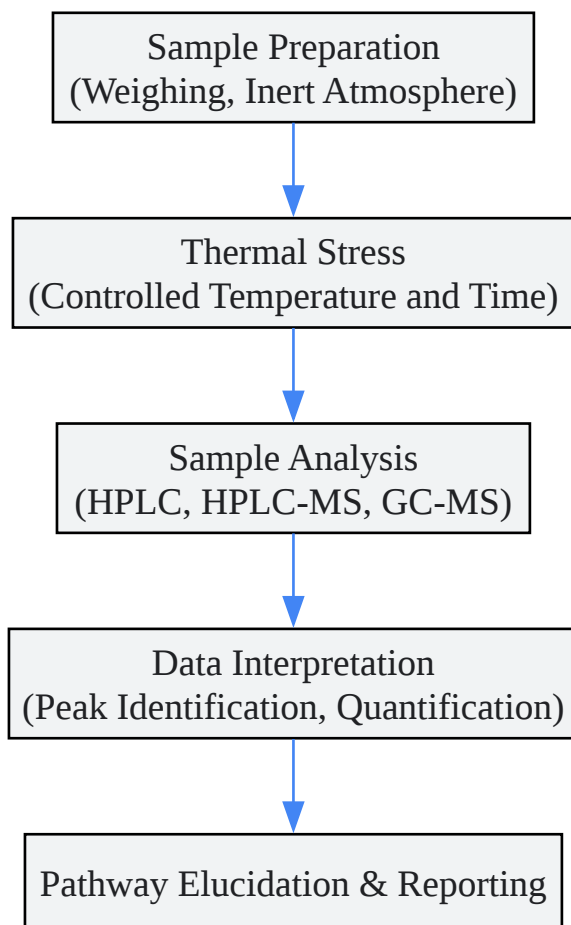 Sample Preparation
(Weighing, Inert Atmosphere)
Thermal Stress
(Controlled Temperature and Time)
Sample Analysis
(HPLC, HPLC-MS, GC-MS)
Data Interpretation
(Peak Identification, Quantification)
Pathway Elucidation & Reporting